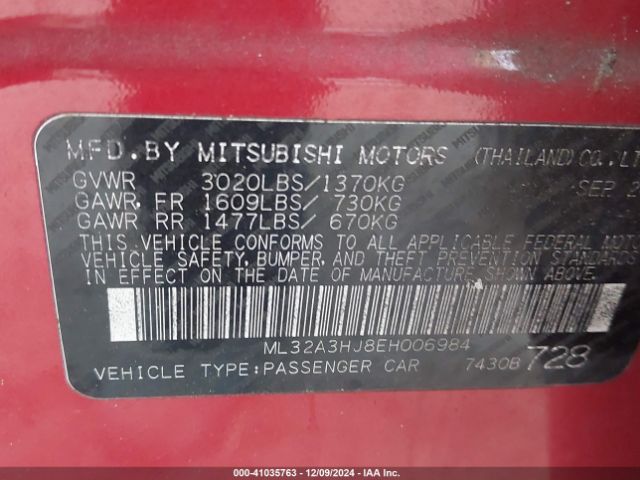 MFD. BY MITSUBISHI MOTORS (THAILAND) CO., LT
GVWR 3020LBS/1370KG SEP
GAWR FR 1609LBS/ 730KG
GAWR RR 1477LBS/ 670KG
THIS VEHICLE CONFORMS TO ALL APPLICABLE FEDERAL MOT
VEHICLE SAFETY, BUMPER, AND THEFT PREVENTION STANDARDS
IN EFFECT ON THE DATE OF MANUFACTURE SHOWN ABOVE.
ML32A3HJ8EH006984
VEHICLE TYPE:PASSENGER CAR 7430B 728
000-41035763 - 12/09/2024 - IAA Inc.